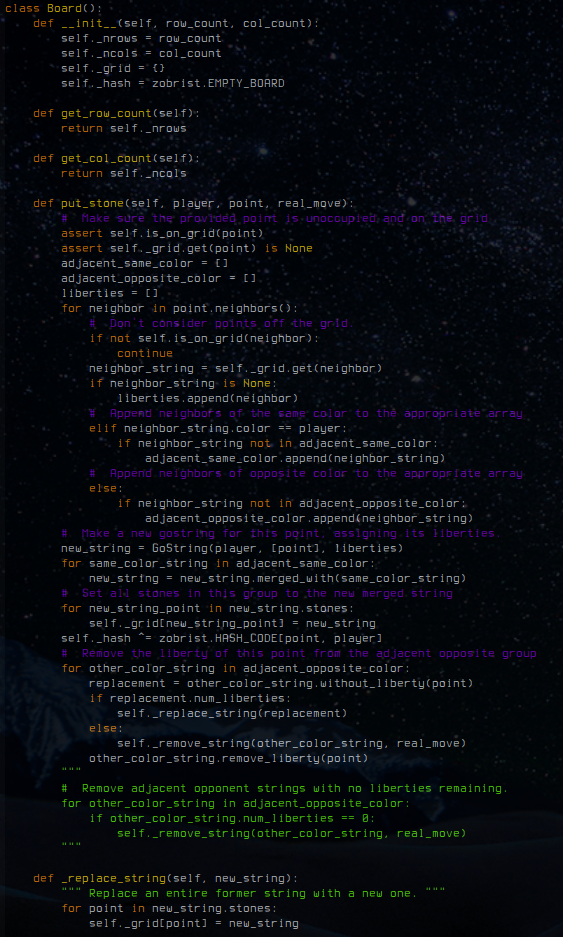 class Board():
    def __init__(self, row_count, col_count):
        self._nrows = row_count
        self._ncols = col_count
        self._grid = {}
        self._hash = zobrist.EMPTY_BOARD

    def get_row_count(self):
        return self._nrows

    def get_col_count(self):
        return self._ncols

    def put_stone(self, player, point, real_move):
        #  Make sure the provided point is unoccupied and on the grid
        assert self.is_on_grid(point)
        assert self._grid.get(point) is None
        adjacent_same_color = []
        adjacent_opposite_color = []
        liberties = []
        for neighbor in point.neighbors():
            #  Don't consider points off the grid.
            if not self.is_on_grid(neighbor):
                continue
            neighbor_string = self._grid.get(neighbor)
            if neighbor_string is None:
                liberties.append(neighbor)
            #  Append neighbors of the same color to the appropriate array
            elif neighbor_string.color == player:
                if neighbor_string not in adjacent_same_color:
                    adjacent_same_color.append(neighbor_string)
            #  Append neighbors of opposite color to the appropriate array
            else:
                if neighbor_string not in adjacent_opposite_color:
                    adjacent_opposite_color.append(neighbor_string)
        #  Make a new gostring for this point, assigning its liberties.
        new_string = GoString(player, [point], liberties)
        for same_color_string in adjacent_same_color:
            new_string = new_string.merged_with(same_color_string)
        #  Set all stones in this group to the new merged string
        for new_string_point in new_string.stones:
            self._grid[new_string_point] = new_string
        self._hash ^= zobrist.HASH_CODE[point, player]
        #  Remove the liberty of this point from the adjacent opposite group
        for other_color_string in adjacent_opposite_color:
            replacement = other_color_string.without_liberty(point)
            if replacement.num_liberties:
                self._replace_string(replacement)
            else:
                self._remove_string(other_color_string, real_move)
            other_color_string.remove_liberty(point)
        """
        #  Remove adjacent opponent strings with no liberties remaining.
        for other_color_string in adjacent_opposite_color:
            if other_color_string.num_liberties == 0:
                self._remove_string(other_color_string, real_move)
        """

    def _replace_string(self, new_string):
        """ Replace an entire former string with a new one. """
        for point in new_string.stones:
            self._grid[point] = new_string